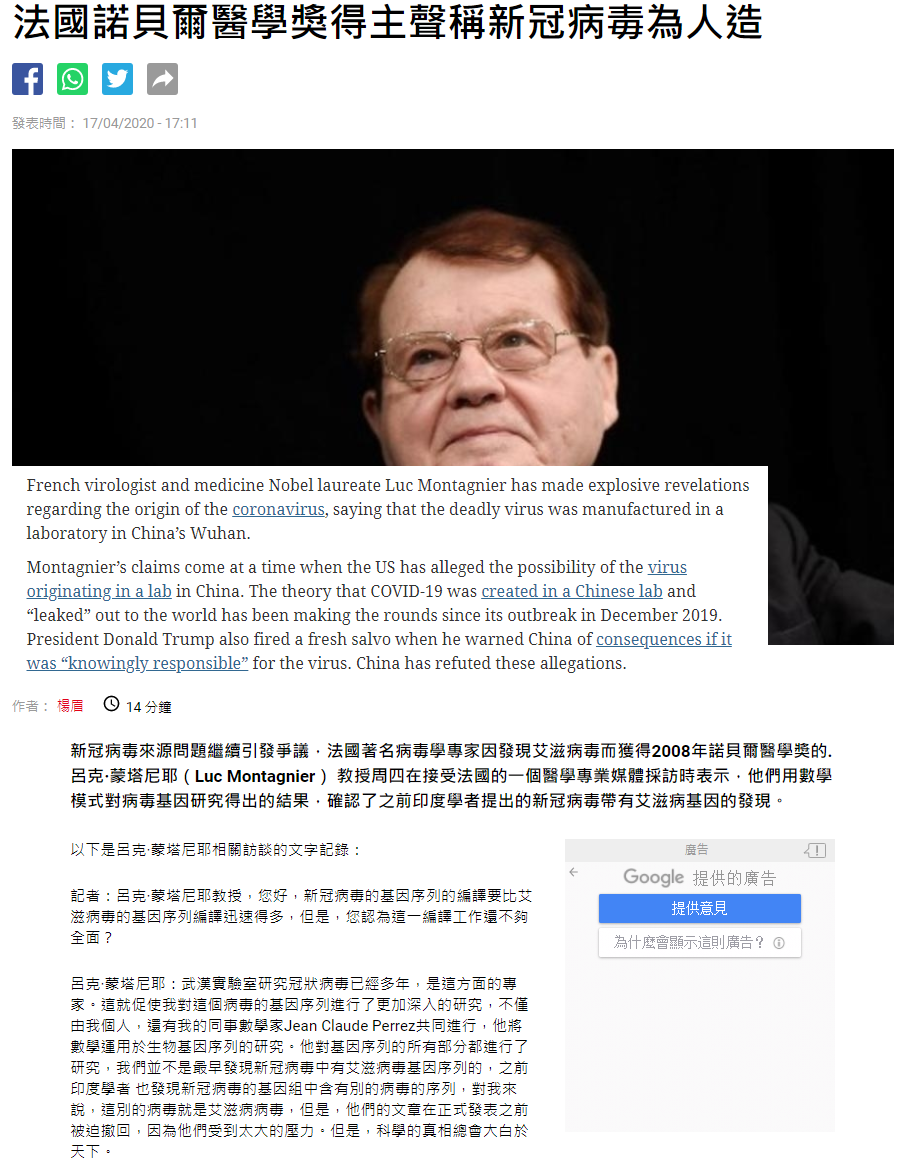 法國諾貝爾醫學獎得主聲稱新冠病毒為人造
發表時間： 17/04/2020 - 17:11
French virologist and medicine Nobel laureate Luc Montagnier has made explosive revelations
regarding the origin of the coronavirus, saying that the deadly virus was manufactured in a
laboratory in China’s Wuhan.
Montagnier’s claims come at a time when the US has alleged the possibility of the virus
originating in a lab in China. The theory that COVID-19 was created in a Chinese lab and
“leaked” out to the world has been making the rounds since its outbreak in December 2019.
President Donald Trump also fired a fresh salvo when he warned China of consequences if it
was “knowingly responsible” for the virus. China has refuted these allegations.
作者： 楊眉 14 分鐘
新冠病毒來源問題繼續引發爭議，法國著名病毒學專家因發現艾滋病毒而獲得2008年諾貝爾醫學獎的.
呂克·蒙塔尼耶（Luc Montagnier） 教授周四在接受法國的一個醫學專業媒體採訪時表示，他們用數學
模式對病毒基因研究得出的結果，確認了之前印度學者提出的新冠病毒帶有艾滋病基因的發現。
以下是呂克·蒙塔尼耶相關訪談的文字記錄：
記者：呂克·蒙塔尼耶教授，您好，新冠病毒的基因序列的編譯要比艾
滋病毒的基因序列編譯迅速得多，但是，您認為這一編譯工作還不夠
全面？
呂克·蒙塔尼耶：武漢實驗室研究冠狀病毒已經多年，是這方面的專
家。這就促使我對這個病毒的基因序列進行了更加深入的研究，不僅
由我個人，還有我的同事數學家Jean Claude Perrez共同進行，他將
數學運用於生物基因序列的研究。他對基因序列的所有部分都進行了
研究，我們並不是最早發現新冠病毒中有艾滋病毒基因序列的，之前
印度學者 也發現新冠病毒的基因組中含有別的病毒的序列，對我來
說，這別的病毒就是艾滋病病毒，但是，他們的文章在正式發表之前
被迫撤回，因為他們受到太大的壓力。但是，科學的真相總會大白於
天下。
廣告
Google 提供的廣告
提供意見
為什麼會顯示這則廣告？